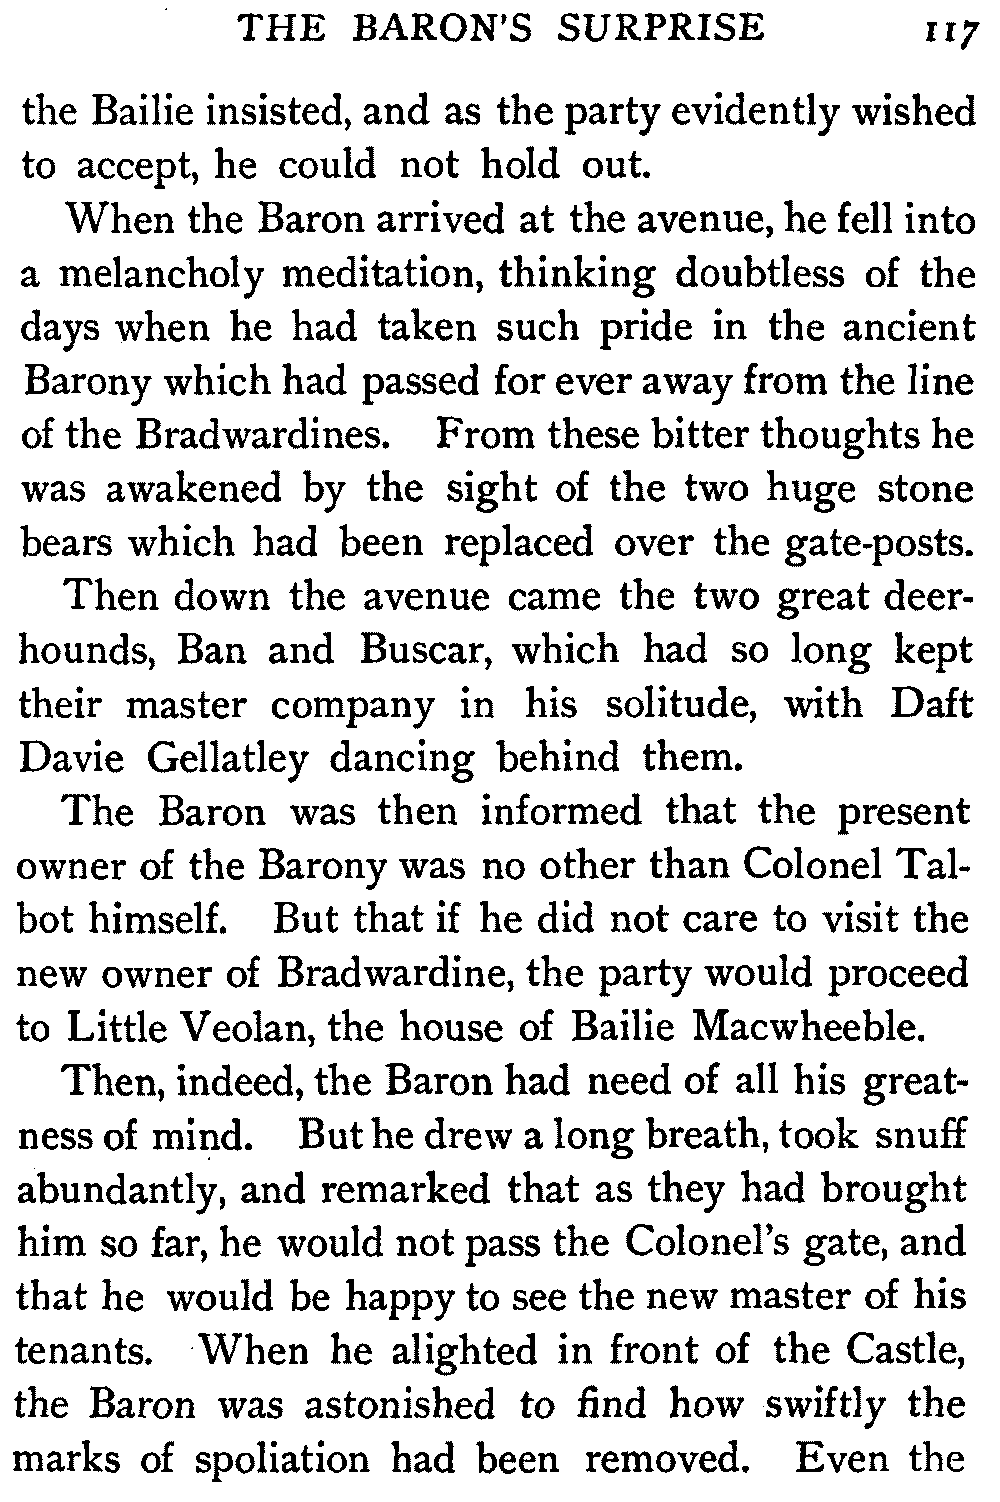 THE BARON'S SURPRISE 117
the Bailie insisted, and as the party evidently wished
to accept, he could not hold out.
When the Baron arrived at the avenue, he fell into
a melancholy meditation, thinking doubtless of the
days when he had taken such pride in the ancient
Barony which had passed for ever away from the line
of the Bradwardines. From these bitter thoughts he
was awakened by the sight of the two huge stone
bears which had been replaced over the gate-posts.
Then down the avenue came the two great deer-
hounds, Ban and Buscar, which had so long kept
their master company in his solitude, with Daft
Davie Gellatley dancing behind them.
The Baron was then informed that the present
owner of the Barony was no other than Colonel Tal-
bot himself. But that if he did not care to visit the
new owner of Bradwardine, the party would proceed
to Little Veolan, the house of Bailie Macwheeble.
Then, indeed, the Baron had need of all his great-
ness of mind. But he drew a long breath, took snuff
abundantly, and remarked that as they had brought
him so far, he would not pass the Colonel's gate, and
that he would be happy to see the new master of his
tenants. When he alighted in front of the Castle,
the Baron was astonished to find how swiftly the
marks of spoliation had been removed. Even the